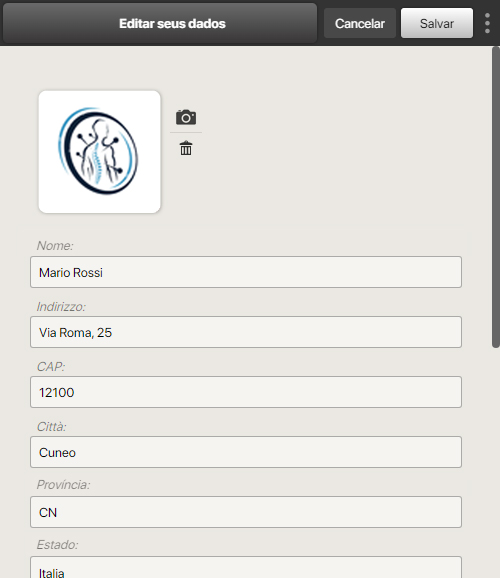 Editar seus dados
Cancelar
Salvar
Nome:
Mario Rossi
Indirizzo:
Via Roma, 25
CAP:
12100
Città:
Cuneo
Província:
CN
Estado:
Italia